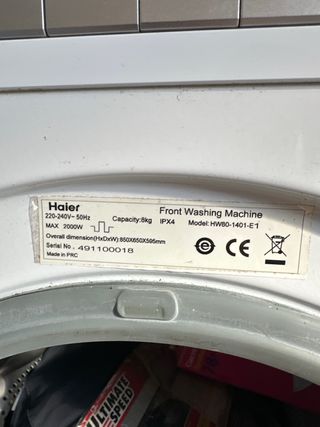 Haier
Front Washing Machine
220-240V~ 50Hz
Capacity:8kg
IPX4
Model: HW80-1401-E1
MAX 2000W
Overall dimension(HxDxW):850X650X595mm
Serial No: 491100018
Made in PRC
e
CE
ULTIMATE
SPEED